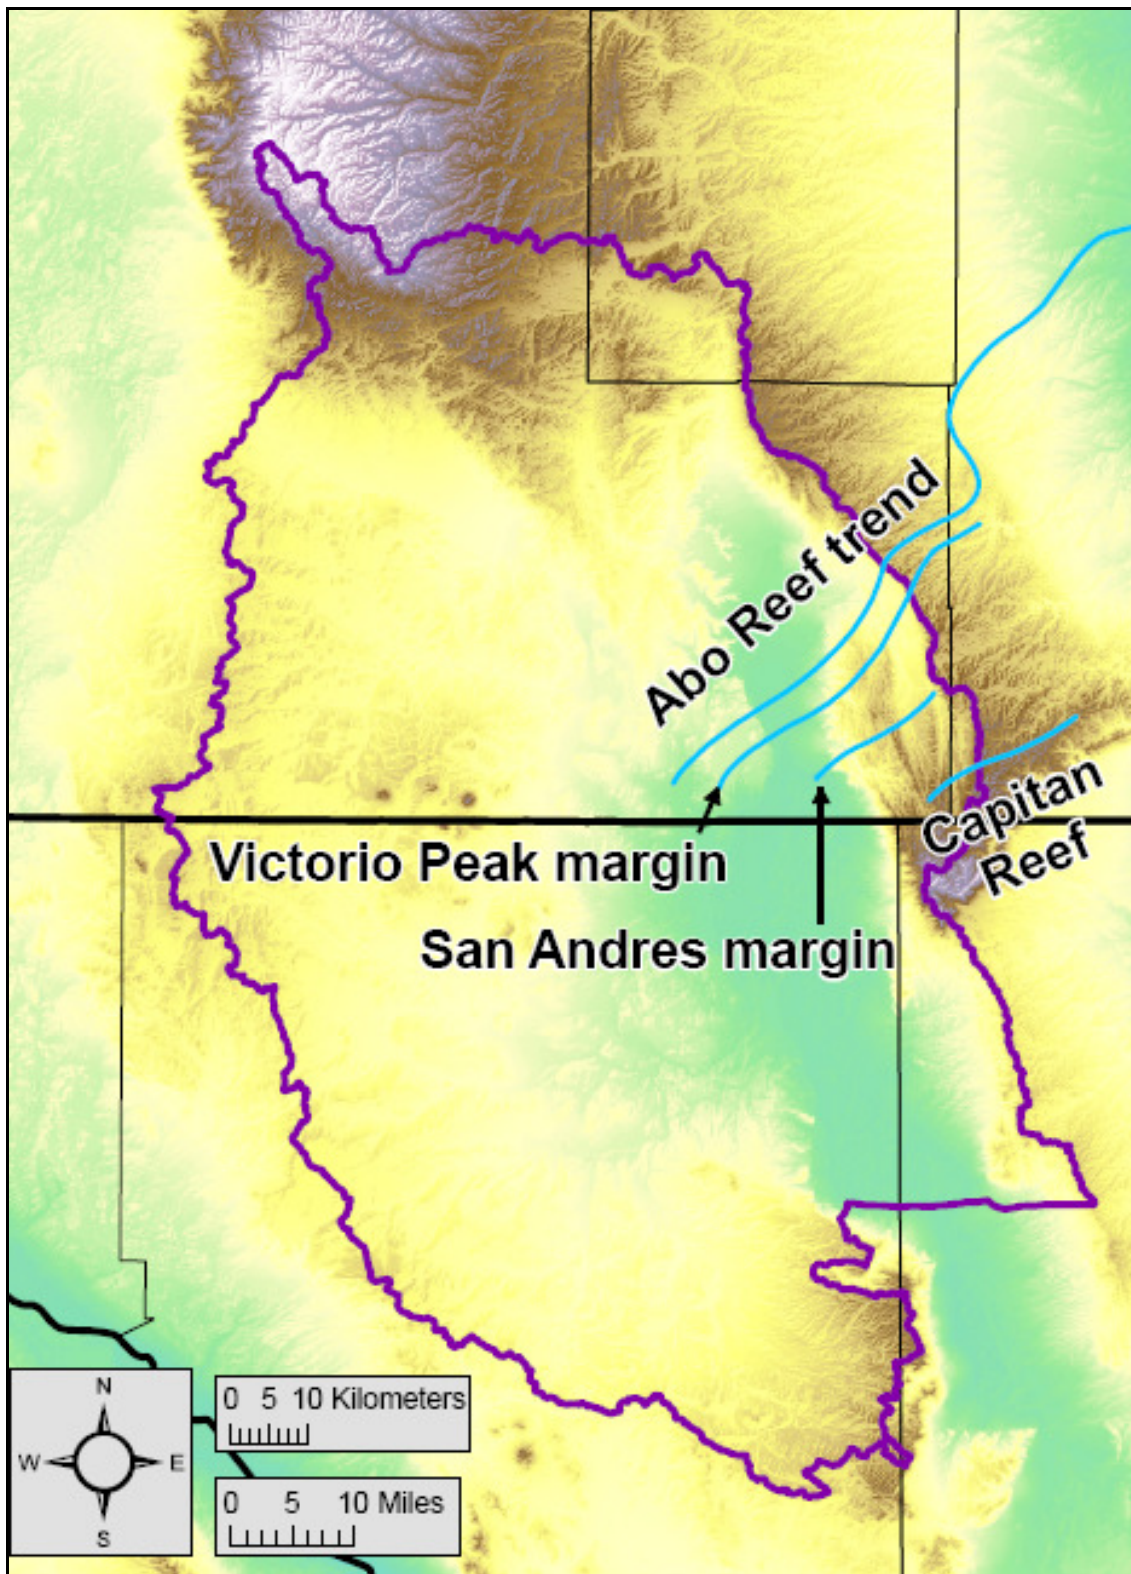 Abo Reef trend
Capitan
Reef
Victorio Peak margin
San Andres margin
N
W E
S
0 5 10 Kilometers
0 5 10 Miles